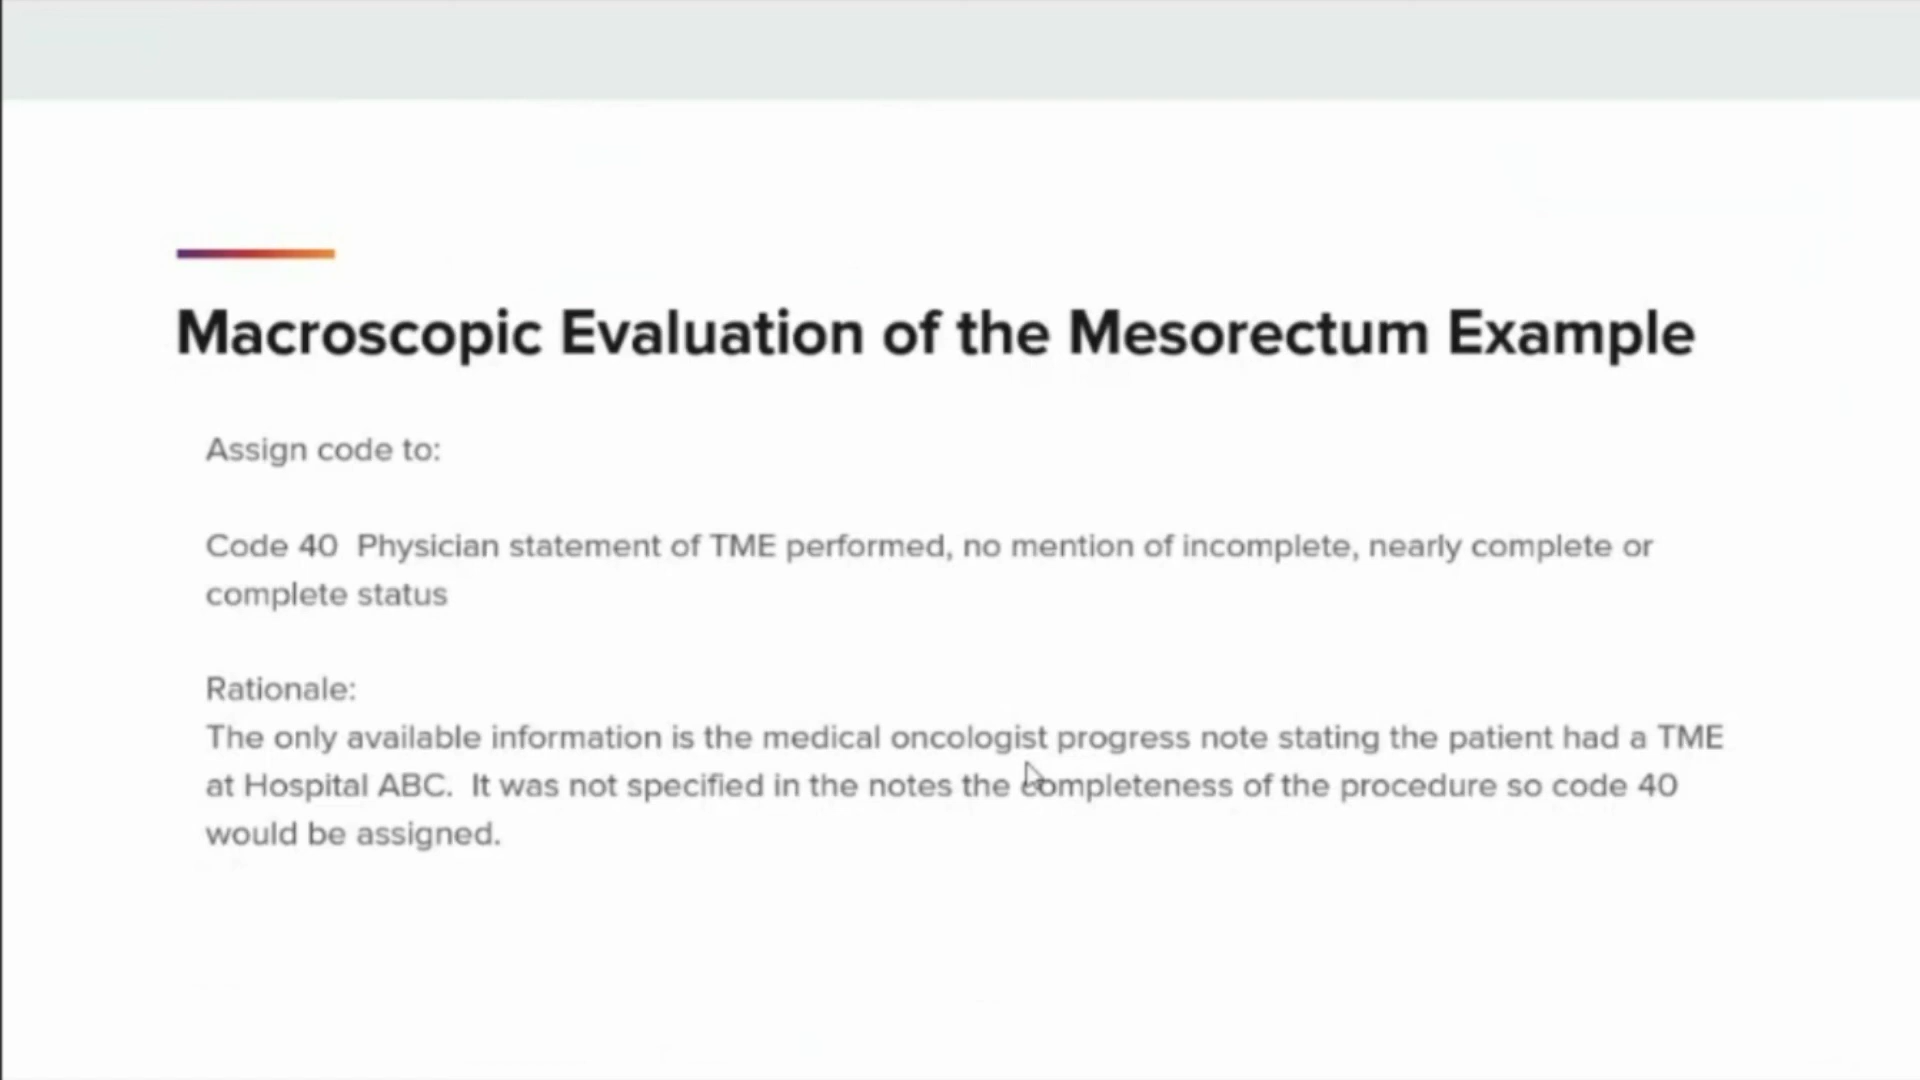 Macroscopic Evaluation of the Mesorectum Example
Assign code to:
Code 40  Physician statement of TME performed, no mention of incomplete, nearly complete or
complete status
Rationale:
The only available information is the medical oncologist progress note stating the patient had a TME
at Hospital ABC.  It was not specified in the notes the completeness of the procedure so code 40
would be assigned.